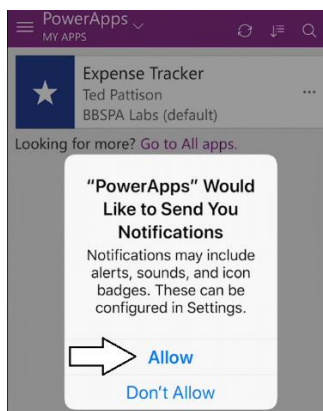 PowerApps
MY APPS
Expense Tracker
Ted Pattison
BBSPA Labs (default)
Looking for more? Go to All apps.
"PowerApps" Would
Like to Send You
Notifications
Notifications may include
alerts, sounds, and icon
badges. These can be
configured in Settings.
Allow
Don't Allow